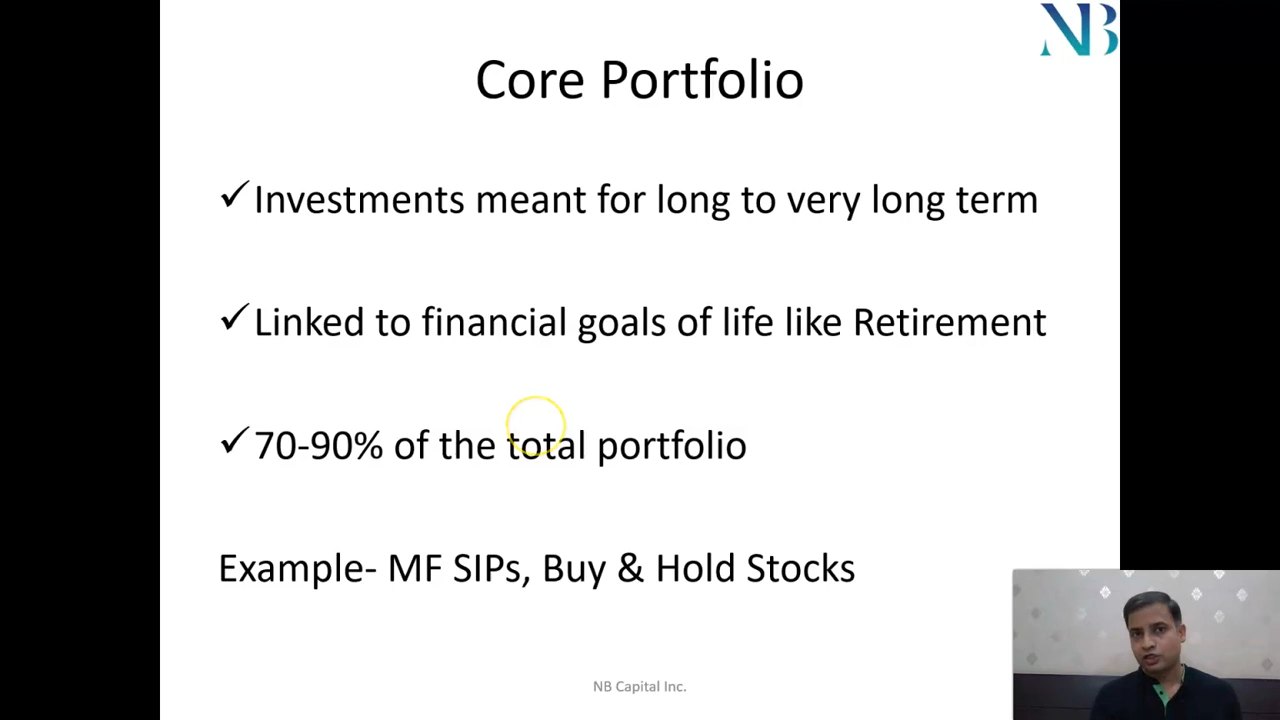 NB
Core Portfolio
✓Investments meant for long to very long term
✓Linked to financial goals of life like Retirement
✓70-90% of the total portfolio
Example- MF SIPs, Buy & Hold Stocks
NB Capital Inc.